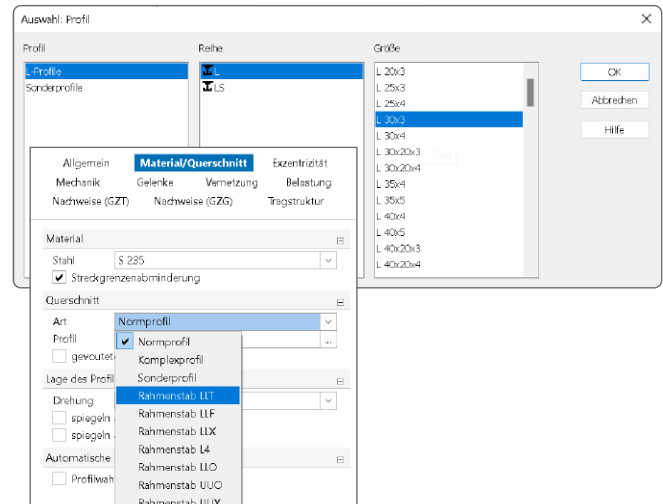 Auswahl: Profil
Profil
Reihe
Größe
L-Profile
Sonderprofile
L
LS
L 20x3
L 25x3
L 25x4
L 30x3
L 30x4
L 30x20x3
L 30x20x4
L 35x4
L 35x5
L 40x4
L 40x5
L 40x20x3
L 40x20x4
OK
Abbrechen
Hilfe
Allgemein Material/Querschnitt Exzentrizität
Mechanik Gelenke Vernetzung Belastung
Nachweise (GZT) Nachweise (GZG) Tragstruktur
Material
Stahl S 235
Streckgrenzenabminderung
Querschnitt
Art Normprofil
Profil ...
gevoutet
Lage des Profil
Drehung
spiegeln
spiegeln
Automatische
Profilwah
Normprofil
Komplexprofil
Sonderprofil
Rahmenstab LLT
Rahmenstab LLF
Rahmenstab LLX
Rahmenstab L4
Rahmenstab LLO
Rahmenstab UUO
Rahmenstab UUX